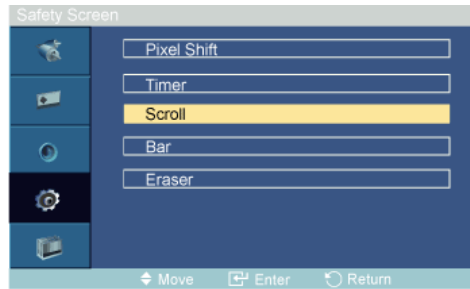 Safety Screen
Pixel Shift
Timer
Scroll
Bar
Eraser
Move Enter Return